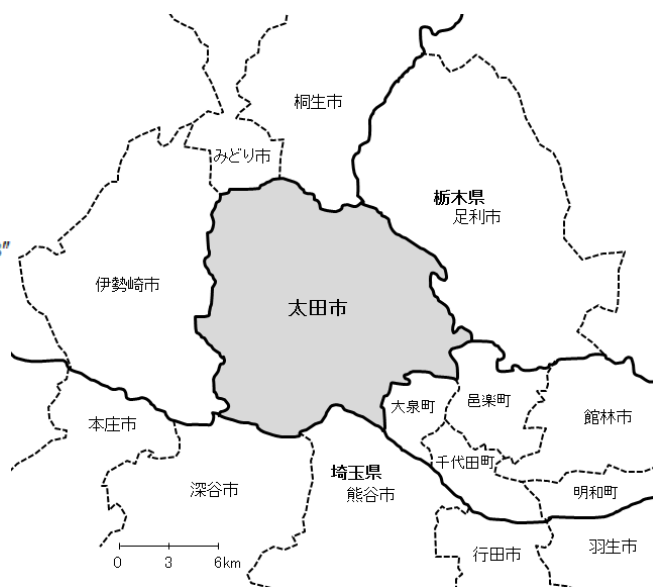 桐生市
みどり市
栃木県
足利市
"
伊勢崎市
太田市
大泉町
邑楽町
館林市
本庄市
千代田町
埼玉県
熊谷市
深谷市
明和町
行田市
羽生市
0 3 6km